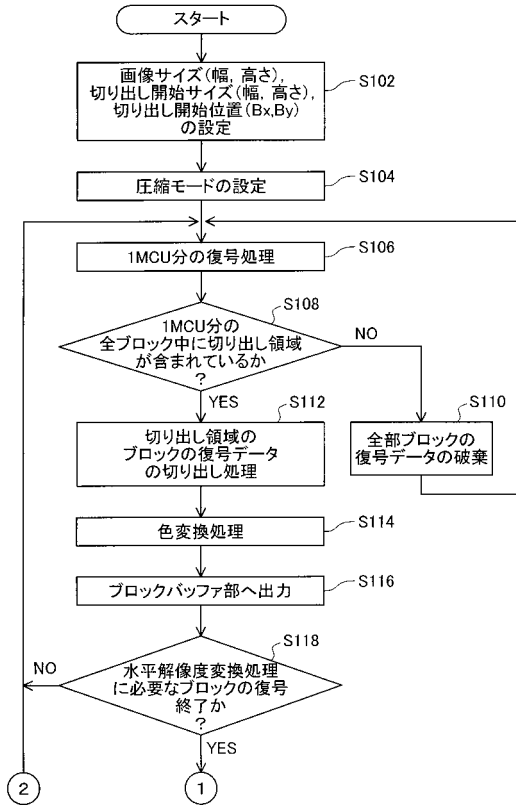 スタート
画像サイズ(幅, 高さ),
切り出し開始サイズ(幅, 高さ),
切り出し開始位置(Bx,By)
の設定
S102
圧縮モードの設定
S104
1MCU分の復号処理
S106
S108
1MCU分の
全ブロック中に切り出し領域
が含まれているか
?
NO
YES
S112
S110
切り出し領域の
ブロックの復号データ
の切り出し処理
全部ブロックの
復号データの破棄
色変換処理
S114
ブロックバッファ部へ出力
S116
S118
水平解像度変換処理
に必要なブロックの復号
終了か
?
NO
YES
2
1